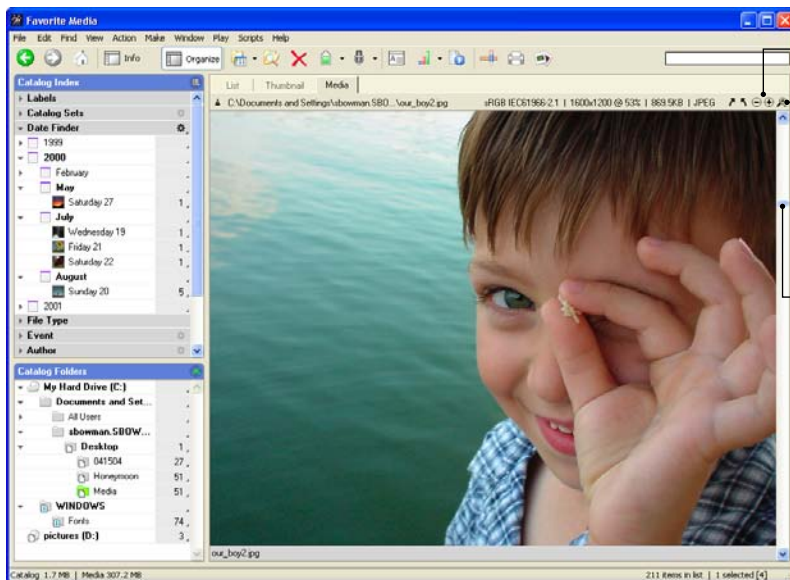 Favorite Media
File Edit Find View Action Make Window Play Scripts Help
Info Organize
Catalog Index
Labels
Catalog Sets
Date Finder
1999
2000
February
May
Saturday 27 1
July
Wednesday 19 1
Friday 21 1
Saturday 22 1
August
Sunday 20 5
2001
File Type
Event
Author
Catalog Folders
My Hard Drive (C:)
Documents and Set...
All Users
sbowman.SBOW...
Desktop 1
041504 27
Honeymoon 51
Media 51
WINDOWS
Fonts 74
pictures (D:) 3
List Thumbnail Media
C:\Documents and Settings\sbowman.SBO...\our_boy2.jpg sRGB IEC61966-2.1 | 1600x1200 @ 53% | 869.5KB | JPEG
our_boy2.jpg
Catalog 1.7 MB | Media 307.2 MB
211 items in list | 1 selected [4]